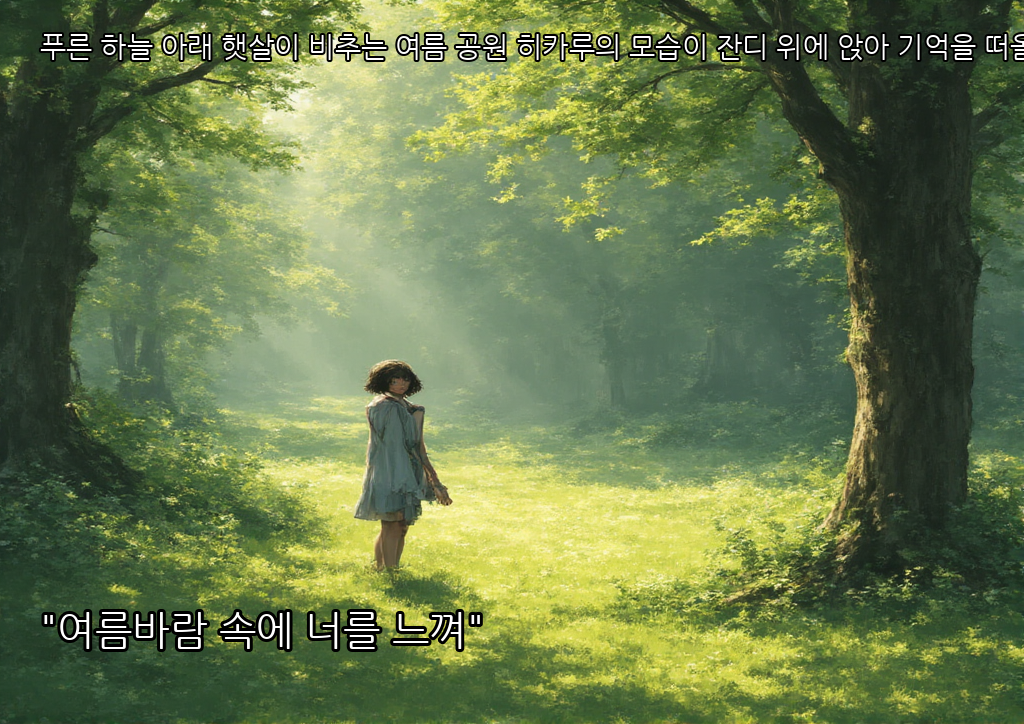 푸른 하늘 아래 햇살이 비추는 여름 공원 히카루의 모습이 잔디 위에 앉아 기억을
"여름바람 속에 너를 느껴"